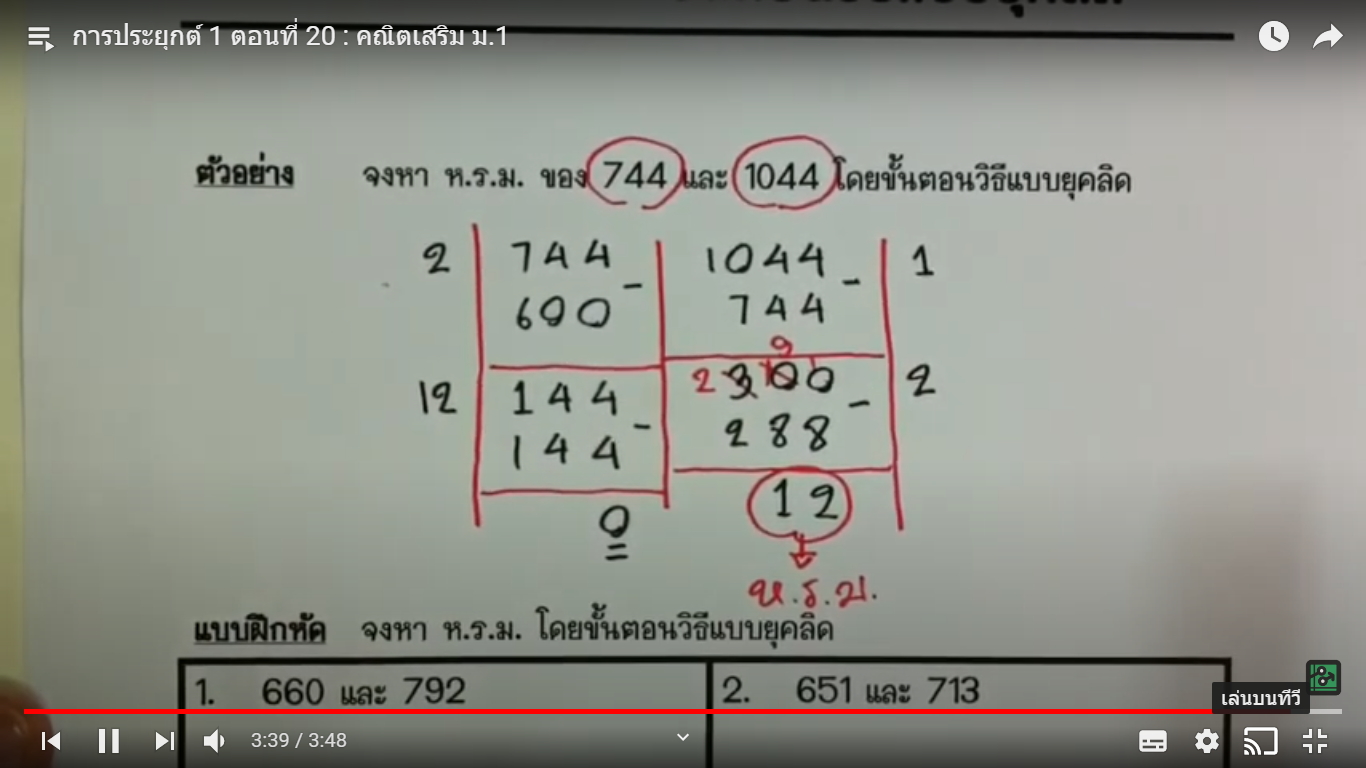 การประยุกต์ 1 ตอนที่ 20 : คณิตเสริม ม.1
ตัวอย่าง จงหา ห.ร.ม. ของ 744 และ 1044 โดยขั้นตอนวิธีแบบยุคลิด
2 744 - 1044 - 1
600 744
9
12 144 - 2 300 - 2
144 288
0 12
ห.ร.ม.
แบบฝึกหัด จงหา ห.ร.ม. โดยขั้นตอนวิธีแบบยุคลิด
1. 660 และ 792 2. 651 และ 713
เล่นบนทีวี
3:39 / 3:48